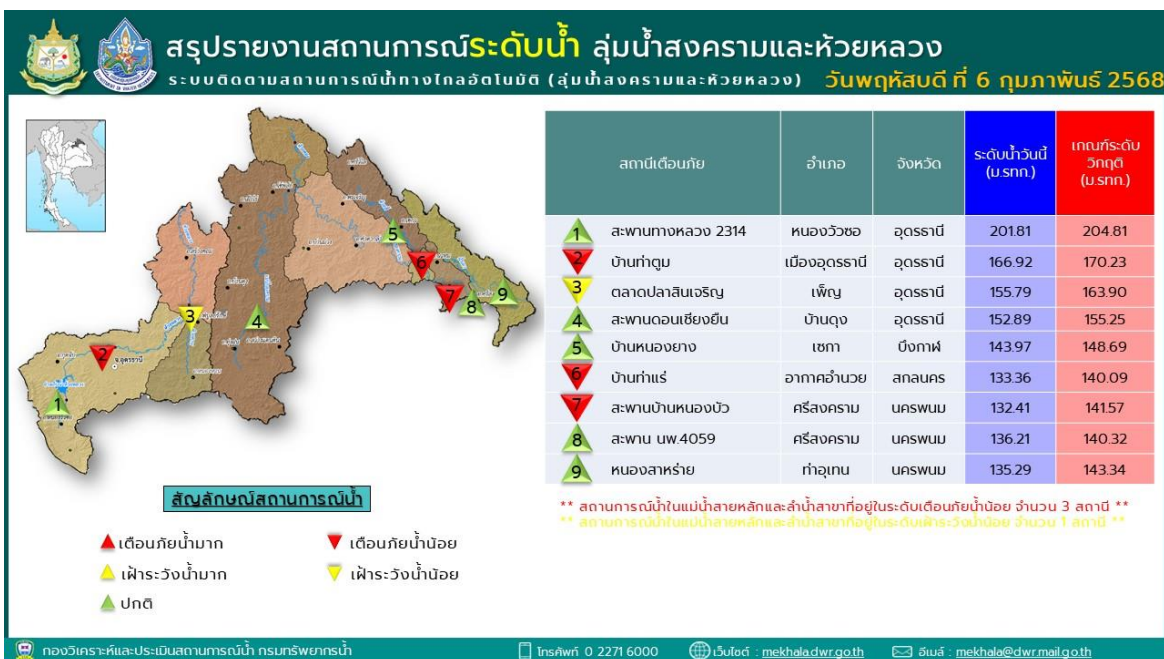 สรุปรายงานสถานการณ์ระดับน้ำ ลุ่มน้ำสงครามและห้วยหลวง
ระบบติดตามสถานการณ์น้ำทางไกลอัตโนมัติ (ลุ่มน้ำสงครามและห้วยหลวง) วันพฤหัสบดี ที่ 6 กุมภาพันธ์ 2568
สถานีเตือนภัย อำเภอ จังหวัด ระดับน้ำวันนี้ (ม.รทก.) เกณฑ์ระดับวิกฤติ (ม.รทก.)
1 สะพานทางหลวง 2314 หนองวัวซอ อุดรธานี 201.81 204.81
2 บ้านท่าตูม เมืองอุดรธานี อุดรธานี 166.92 170.23
3 ตลาดปลาสินเจริญ เพ็ญ อุดรธานี 155.79 163.90
4 สะพานดอนเชียงยืน บ้านดุง อุดรธานี 152.89 155.25
5 บ้านหนองยาง เซกา บึงกาฬ 143.97 148.69
6 บ้านท่าแร่ อากาศอำนวย สกลนคร 133.36 140.09
7 สะพานบ้านหนองบัว ศรีสงคราม นครพนม 132.41 141.57
8 สะพาน นพ.4059 ศรีสงคราม นครพนม 136.21 140.32
9 หนองสาหร่าย ท่าอุเทน นครพนม 135.29 143.34
** สถานการณ์น้ำในแม่น้ำสายหลักและลำน้ำสาขาที่อยู่ในระดับเตือนภัยน้ำน้อย จำนวน 3 สถานี **
** สถานการณ์น้ำในแม่น้ำสายหลักและลำน้ำสาขาที่อยู่ในระดับเฝ้าระวังน้ำน้อย จำนวน 1 สถานี **
5
6
7
8
9
3
4
2
จ.อุดรธานี
1
สัญลักษณ์สถานการณ์น้ำ
เตือนภัยน้ำมาก เตือนภัยน้ำน้อย
เฝ้าระวังน้ำมาก เฝ้าระวังน้ำน้อย
ปกติ
กองวิเคราะห์และประเมินสถานการณ์น้ำ กรมทรัพยากรน้ำ โทรศัพท์ 0 2271 6000 เว็บไซต์ : mekhala.dwr.go.th อีเมล์ : mekhala@dwr.mail.go.th